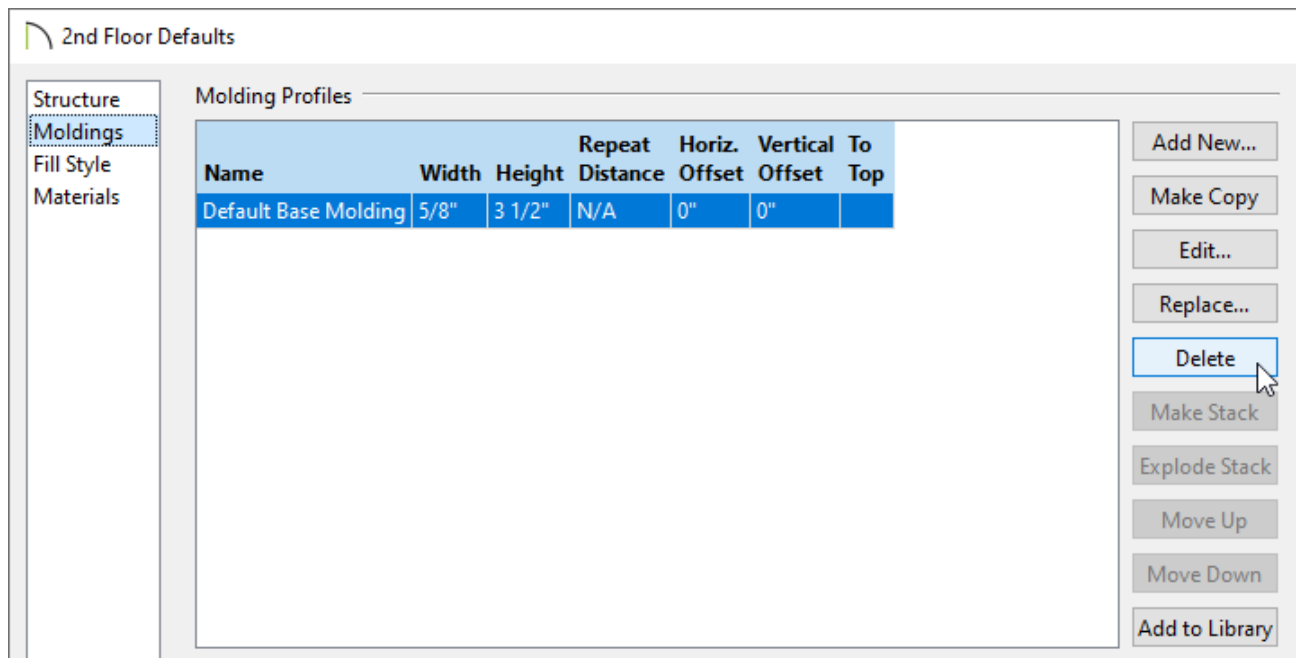 2nd Floor Defaults
Structure
Moldings
Fill Style
Materials
Molding Profiles
Name Width Height Repeat Distance Horiz. Offset Vertical Offset To Top
Default Base Molding 5/8" 3 1/2" N/A 0" 0"
Add New...
Make Copy
Edit...
Replace...
Delete
Make Stack
Explode Stack
Move Up
Move Down
Add to Library